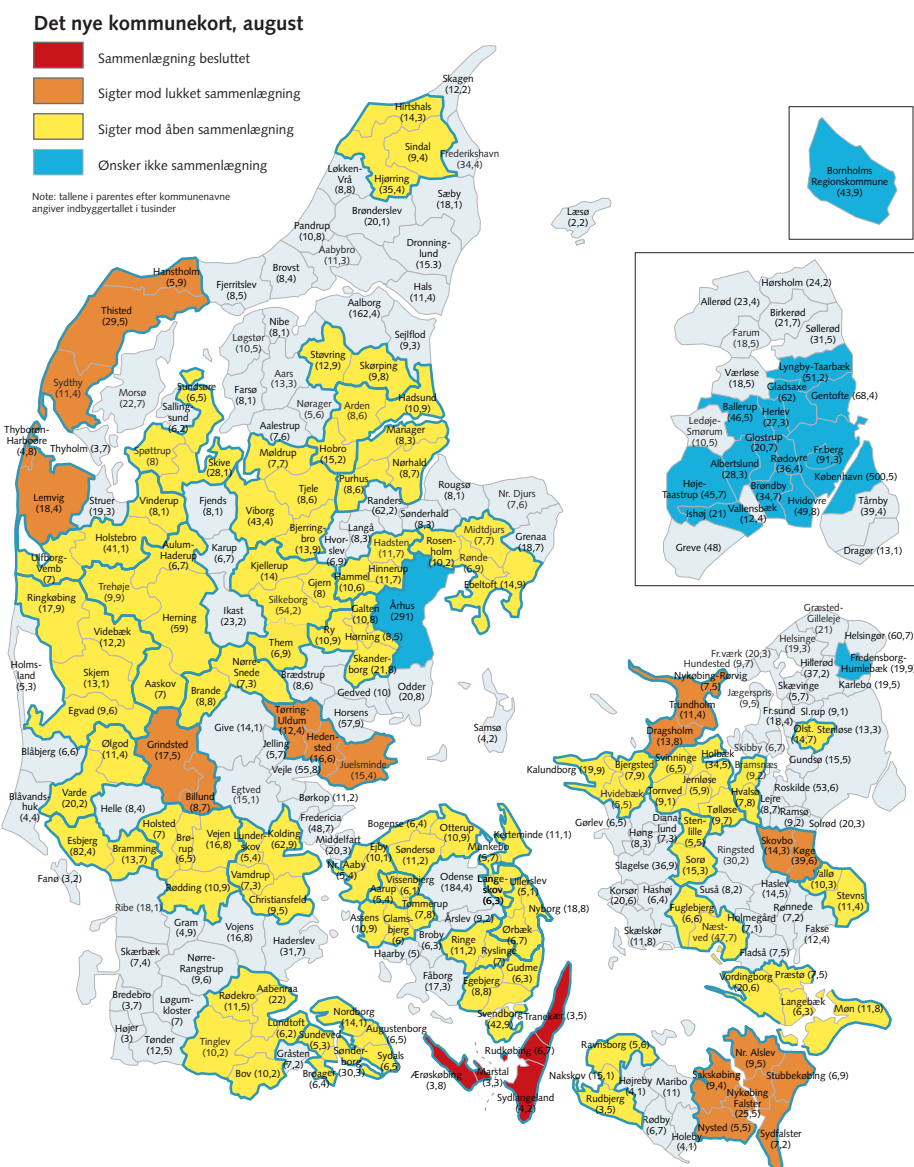 Det nye kommunekort, august
Sammenlægning besluttet
Sigter mod lukket sammenlægning
Sigter mod åben sammenlægning
Ønsker ikke sammenlægning
Note: tallene i parentes efter kommunenavne
angiver indbyggertallet i tusinder
Skagen
(12,2)
Hirtshals
(14,3)
Sindal
(9,4)
Frederikshavn
(34,4)
Hjørring
(35,4)
Løkken-
Vrå
(8,8)
Sæby
(18,1)
Brønderslev
(20,1)
Læsø
(2,2)
Pandrup
(10,8)
Aabybro
(11,3)
Dronning-
lund
(15.3)
Brovst
(8,4)
Fjerritslev
(8,5)
Hals
(11,4)
Hanstholm
(5,9)
Thisted
(29,5)
Sydthy
(11,4)
Aalborg
(162,4)
Nibe
(8,1)
Løgstør
(10,5)
Sejlflod
(9,3)
Støvring
(12,9)
Skørping
(9,8)
Aars
(13,3)
Farsø
(8,1)
Nørager
(5,6)
Arden
(8,6)
Hadsund
(10,9)
Morsø
(22,7)
Sundsøre
(6,5)
Salling-
sund
(6,2)
Aalestrup
(7,6)
Thyborøn-
Harboøre
(4,8)
Thyholm (3,7)
Spøttrup
(8)
Skive
(28,1)
Møldrup
(7,7)
Hobro
(15,2)
Mariager
(8,3)
Nørhald
(8,7)
Lemvig
(18,4)
Struer
(19,3)
Vinderup
(8,1)
Fjends
(8,1)
Viborg
(43,4)
Tjele
(8,6)
Purhus
(8,6)
Randers
(62,2)
Rougsø
(8,1)
Nr. Djurs
(7,6)
Sønderhald
(8,3)
Bjerring-
bro
(13,9)
Langå
(8,3)
Hvor-
slev
(6,9)
Hadsten
(11,7)
Rosen-
holm
(10,2)
Midtdjurs
(7,7)
Grenaa
(18,7)
Rønde
(6,9)
Ebeltoft (14,9)
Holstebro
(41,1)
Aulum-
Haderup
(6,7)
Karup
(6,7)
Ulfborg-
Vemb
(7)
Kjellerup
(14)
Gjern
(8)
Hammel
(10,6)
Hinnerup
(11,7)
Ringkøbing
(17,9)
Trehøje
(9,9)
Herning
(59)
Ikast
(23,2)
Silkeborg
(54,2)
Galten
(10,8)
Århus
(291)
Videbæk
(12,2)
Them
(6,9)
Ry
(10,9)
Hørning (8,5)
Skander-
borg (21,8)
Holms-
land
(5,3)
Skjern
(13,1)
Aaskov
(7)
Brande
(8,8)
Nørre-
Snede
(7,3)
Brædstrup
(8,6)
Gedved (10)
Odder
(20,8)
Samsø
(4,2)
Egvad (9,6)
Horsens
(57,9)
Tørring-
Uldum
(12,4)
Give (14,1)
Heden-
sted
(16,6)
Juelsminde
(15,4)
Blåbjerg (6,6)
Ølgod
(11,4)
Grindsted
(17,5)
Jelling
(5,7)
Vejle (55,8)
Billund
(8,7)
Egtved
(15,1)
Børkop (11,2)
Blåvands-
huk
(4,4)
Varde
(20,2)
Helle (8,4)
Fredericia
(48,7)
Esbjerg
(82,4)
Holsted
(7)
Bramming
(13,7)
Brø-
rup
(6,5)
Vejen
(16,8)
Lunder-
skov
(5,4)
Kolding
(62,9)
Vamdrup
(7,3)
Fanø (3,2)
Rødding (10,9)
Christiansfeld
(9,5)
Ribe (18,1)
Gram
(4,9)
Vojens
(16,8)
Haderslev
(31,7)
Skærbæk
(7,4)
Nørre-
Rangstrup
(9,6)
Bredebro
(3,7)
Løgum-
kloster
(7)
Højer
(3)
Tønder
(12,5)
Rødekro
(11,5)
Aabenraa
(22)
Tinglev
(10,2)
Bov (10,2)
Lundtoft
(6,2)
Gråsten
(7,2)
Sundeved
(5,3)
Broager
(6,4)
Sønder-
borg
(30,3)
Nordborg
(14,1)
Augustenborg
(6,5)
Sydals
(6,5)
Bogense (6,4)
Otterup
(10,9)
Kerteminde (11,1)
Munkebo
(5,7)
Middelfart
(20,3)
Ejby
(10,1)
Søndersø
(11,2)
Nr. Aaby
(5,4)
Vissenbjerg
(6,1)
Odense
(184,4)
Lange-
skov
(6,3)
Ullerslev
(5,1)
Aarup
(5,4)
Tommerup
(7,8)
Nyborg (18,8)
Assens
(10,9)
Glams-
bjerg
(6)
Årslev (9,2)
Ørbæk
(6,7)
Haarby (5)
Broby
(6,3)
Ringe
(11,2)
Ryslinge
(7)
Gudme
(6,3)
Fåborg
(17,3)
Egebjerg
(8,8)
Svendborg
(42,9)
Tranekær (3,5)
Rudkøbing (6,7)
Ærøskøbing
(3,8)
Marstal
(3,3)
Sydlangeland
(4,2)
Bornholms
Regionskommune
(43,9)
Hørsholm (24,2)
Allerød (23,4)
Birkerød
(21,7)
Søllerød
(31,5)
Farum
(18,5)
Værløse
(18,5)
Lyngby-Taarbæk
(51,2)
Gladsaxe
(62)
Gentofte (68,4)
Ballerup
(46,5)
Herlev
(27,3)
Ledøje-
Smørum
(10,5)
Glostrup
(20,7)
Rødovre
(36,4)
Fr.berg
(91,3)
Albertslund
(28,3)
København (500,5)
Høje-
Taastrup (45,7)
Brøndby
(34,7)
Hvidovre
(49,8)
Tårnby
(39,4)
Ishøj (21)
Vallensbæk
(12,4)
Greve (48)
Dragør (13,1)
Græsted-
Gilleleje
(21)
Helsinge
(19,3)
Helsingør (60,7)
Fr.værk (20,3)
Hundested (9,7)
Hillerød
(37,2)
Fredensborg-
Humlebæk (19,9)
Nykøbing-Rørvig
(7,5)
Skævinge
(5,7)
Karlebo (19,5)
Jægerspris
(9,5)
Trundholm
(11,4)
Fr.sund
(18,4)
Sl.rup (9,1)
Dragsholm
(13,8)
Ølst.
(14,7)
Stenløse (13,3)
Skibby (6,7)
Gundsø (15,5)
Holbæk
(34,5)
Svinninge
(6,5)
Bjergsted
(7,9)
Kalundborg (19,9)
Bramsnæs
(9,2)
Jernløse
(5,9)
Hvidebæk
(5,5)
Tornved
(9,1)
Hvalsø
(7,8)
Lejre
(8,7)
Roskilde (53,6)
Tølløse
(9,7)
Ramsø
(9,2)
Solrød (20,3)
Gørlev (6,5)
Diana-
lund
(7,3)
Sten-
lille
(5,5)
Høng
(8,3)
Skovbo
(14,3)
Køge
(39,6)
Ringsted
(30,2)
Slagelse (36,9)
Sorø
(15,3)
Vallø
(10,3)
Haslev
(14,5)
Stevns
(11,4)
Korsør
(20,6)
Hashøj
(6,4)
Suså (8,2)
Fuglebjerg
(6,6)
Rønnede
(7,2)
Holmegård
(7,1)
Skælskør
(11,8)
Næst-
ved (47,7)
Fakse
(12,4)
Fladså (7,5)
Vordingborg
(20,6)
Præstø (7,5)
Langebæk
(6,3)
Møn (11,8)
Ravnsborg (5,6)
Nakskov (15,1)
Højreby
(4,1)
Maribo
(11)
Rudbjerg
(3,5)
Rødby
(6,7)
Holeby
(4,1)
Sakskøbing
(9,4)
Nr. Alslev
(9,5)
Stubbekøbing (6,9)
Nykøbing
Falster
(25,5)
Nysted (5,5)
Sydfalster
(7,2)